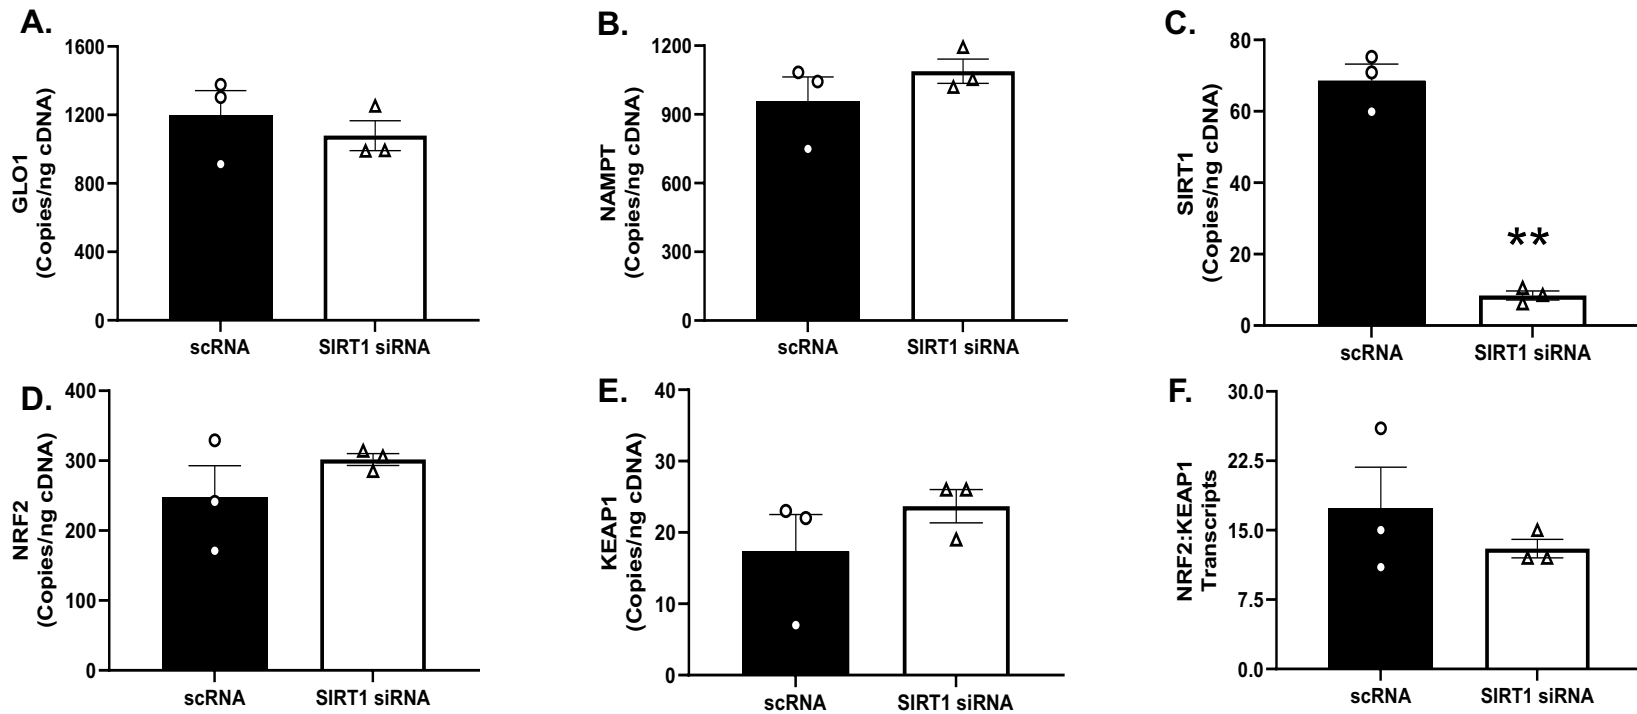 A.
GLO1
(Copies/ng cDNA)
1600
1200
800
400
0
scRNA
SIRT1 siRNA
B.
NAMPT
(Copies/ng cDNA)
1200
900
600
300
0
scRNA
SIRT1 siRNA
C.
SIRT1
(Copies/ng cDNA)
80
60
40
20
0
**
scRNA
SIRT1 siRNA
D.
NRF2
(Copies/ng cDNA)
400
300
200
100
0
scRNA
SIRT1 siRNA
E.
KEAP1
(Copies/ng cDNA)
40
30
20
10
0
scRNA
SIRT1 siRNA
F.
NRF2:KEAP1
Transcripts
30.0
22.5
15.0
7.5
0.0
scRNA
SIRT1 siRNA